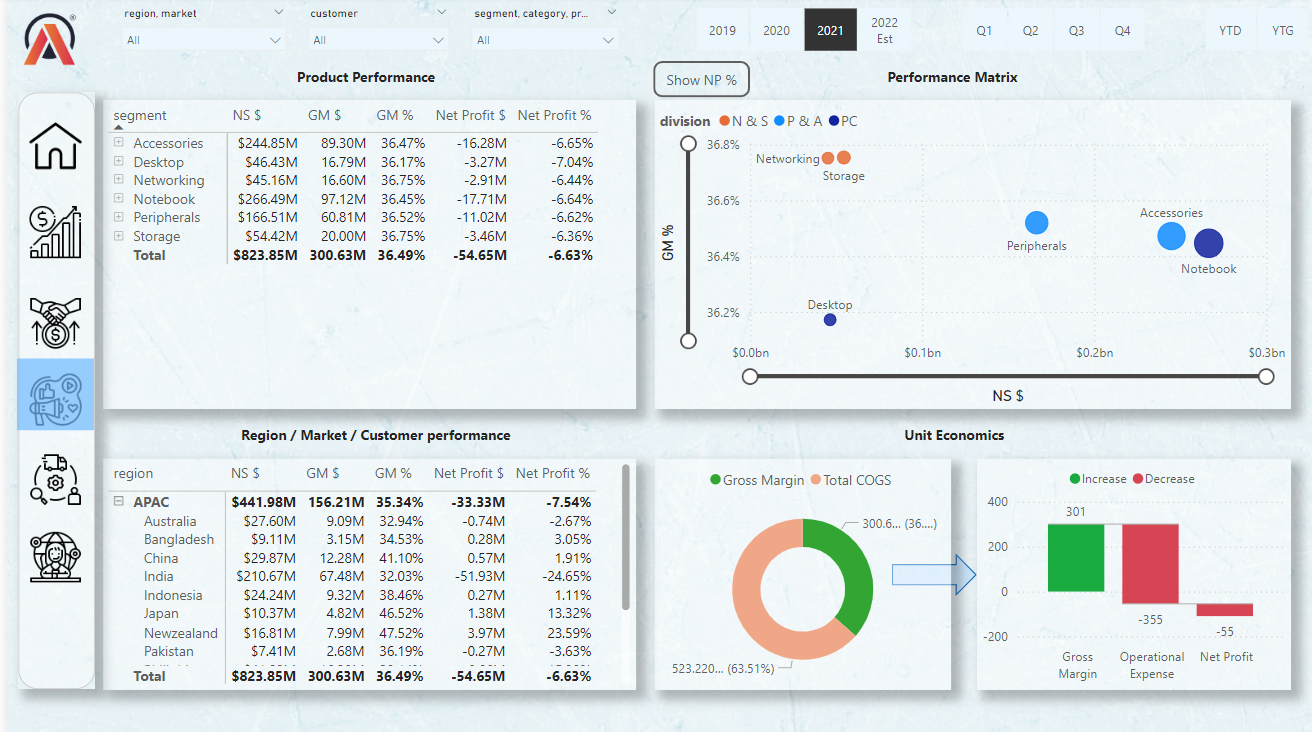 region, market
customer
segment, category, pr...
All
All
All
2019
2020
2021
2022 Est
Q1
Q2
Q3
Q4
YTD
YTG
Product Performance
segment NS $ GM $ GM % Net Profit $ Net Profit %
Accessories $244.85M 89.30M 36.47% -16.28M -6.65%
Desktop $46.43M 16.79M 36.17% -3.27M -7.04%
Networking $45.16M 16.60M 36.75% -2.91M -6.44%
Notebook $266.49M 97.12M 36.45% -17.71M -6.64%
Peripherals $166.51M 60.81M 36.52% -11.02M -6.62%
Storage $54.42M 20.00M 36.75% -3.46M -6.36%
Total $823.85M 300.63M 36.49% -54.65M -6.63%
Show NP %
Performance Matrix
division N & S P & A PC
36.8%
36.6%
36.4%
36.2%
GM %
Networking
Storage
Peripherals
Accessories
Notebook
Desktop
$0.0bn
$0.1bn
$0.2bn
$0.3bn
NS $
Region / Market / Customer performance
region NS $ GM $ GM % Net Profit $ Net Profit %
APAC $441.98M 156.21M 35.34% -33.33M -7.54%
Australia $27.60M 9.09M 32.94% -0.74M -2.67%
Bangladesh $9.11M 3.15M 34.53% 0.28M 3.05%
China $29.87M 12.28M 41.10% 0.57M 1.91%
India $210.67M 67.48M 32.03% -51.93M -24.65%
Indonesia $24.24M 9.32M 38.46% 0.27M 1.11%
Japan $10.37M 4.82M 46.52% 1.38M 13.32%
Newzealand $16.81M 7.99M 47.52% 3.97M 23.59%
Pakistan $7.41M 2.68M 36.19% -0.27M -3.63%
Total $823.85M 300.63M 36.49% -54.65M -6.63%
Unit Economics
Gross Margin Total COGS
300.6... (36....)
523.220... (63.51%)
Increase Decrease
400
200
0
-200
301
-355
-55
Gross
Margin
Operational
Expense
Net Profit